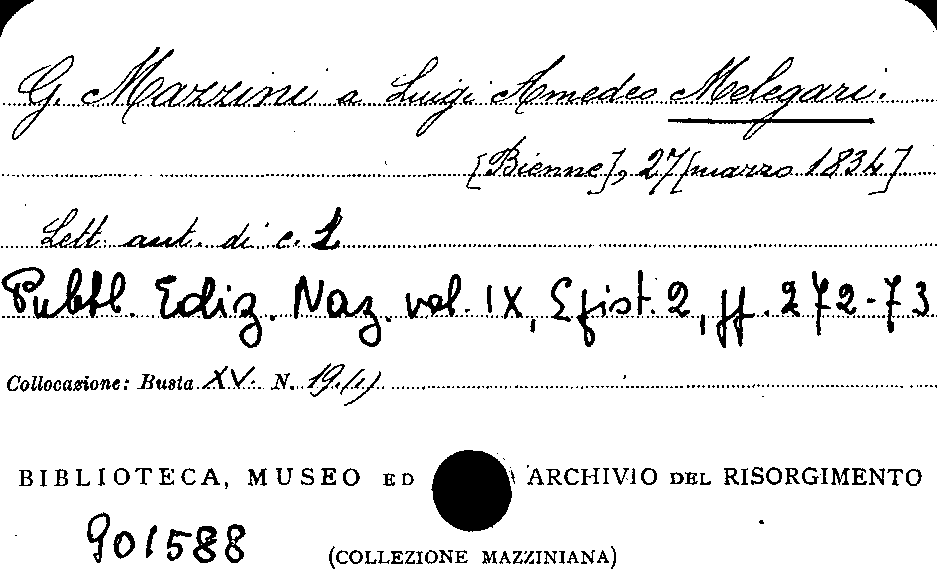 G. Mazzini a Luigi Amedeo Melegari.
[Bienne], 27 [marzo 1834]
Lett. aut. di c. 1
Pubbl. Ediz. Naz. vol. IX, Epist. 2, pp. 272-73
Collocazione: Busta XV. N. 19.(1)
BIBLIOTECA, MUSEO ED ARCHIVIO DEL RISORGIMENTO
901588
(COLLEZIONE MAZZINIANA)